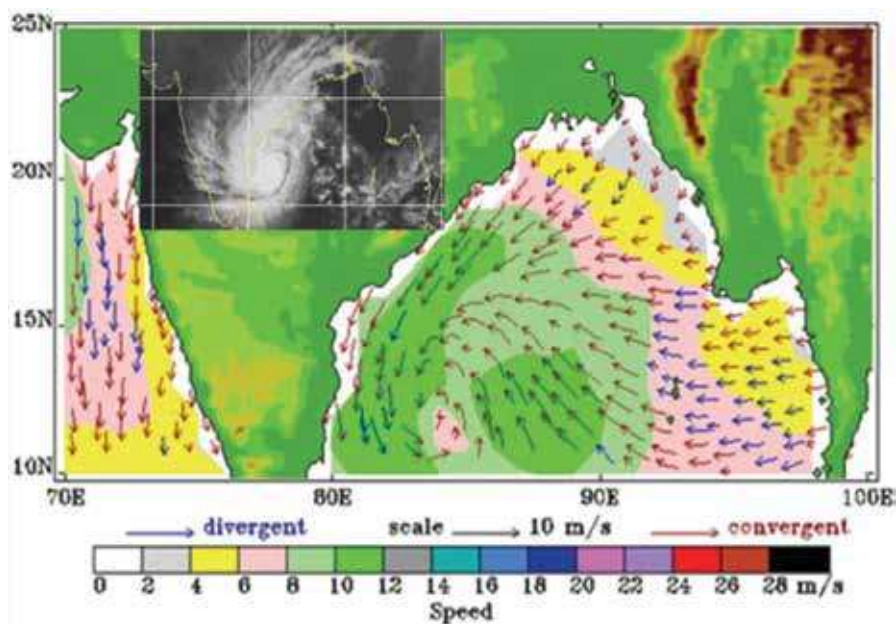 25N
20N
15N
10N
70E 80E 90E 100E
divergent scale 10 m/s convergent
0 2 4 6 8 10 12 14 16 18 20 22 24 26 28 m/s
Speed